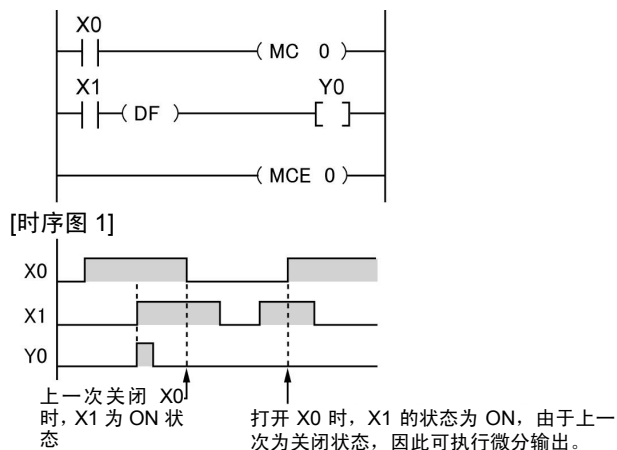 X0
( MC 0 )
X1
( DF )
Y0
[ ]
( MCE 0 )
[时序图 1]
X0
X1
Y0
上一次关闭 X0
时，X1 为 ON 状
态
打开 X0 时，X1 的状态为 ON，由于上一
次为关闭状态，因此可执行微分输出。